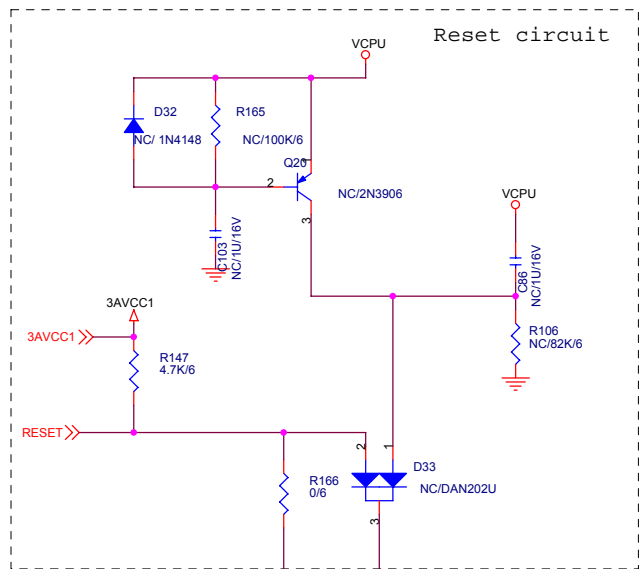 Reset circuit
VCPU
D32
NC/ 1N4148
R165
NC/100K/6
1
Q20
2
NC/2N3906
3
C103
NC/1U/16V
VCPU
C86
NC/1U/16V
3AVCC1
3AVCC1
R147
4.7K/6
R106
NC/82K/6
RESET
2
1
R166
0/6
D33
NC/DAN202U
3